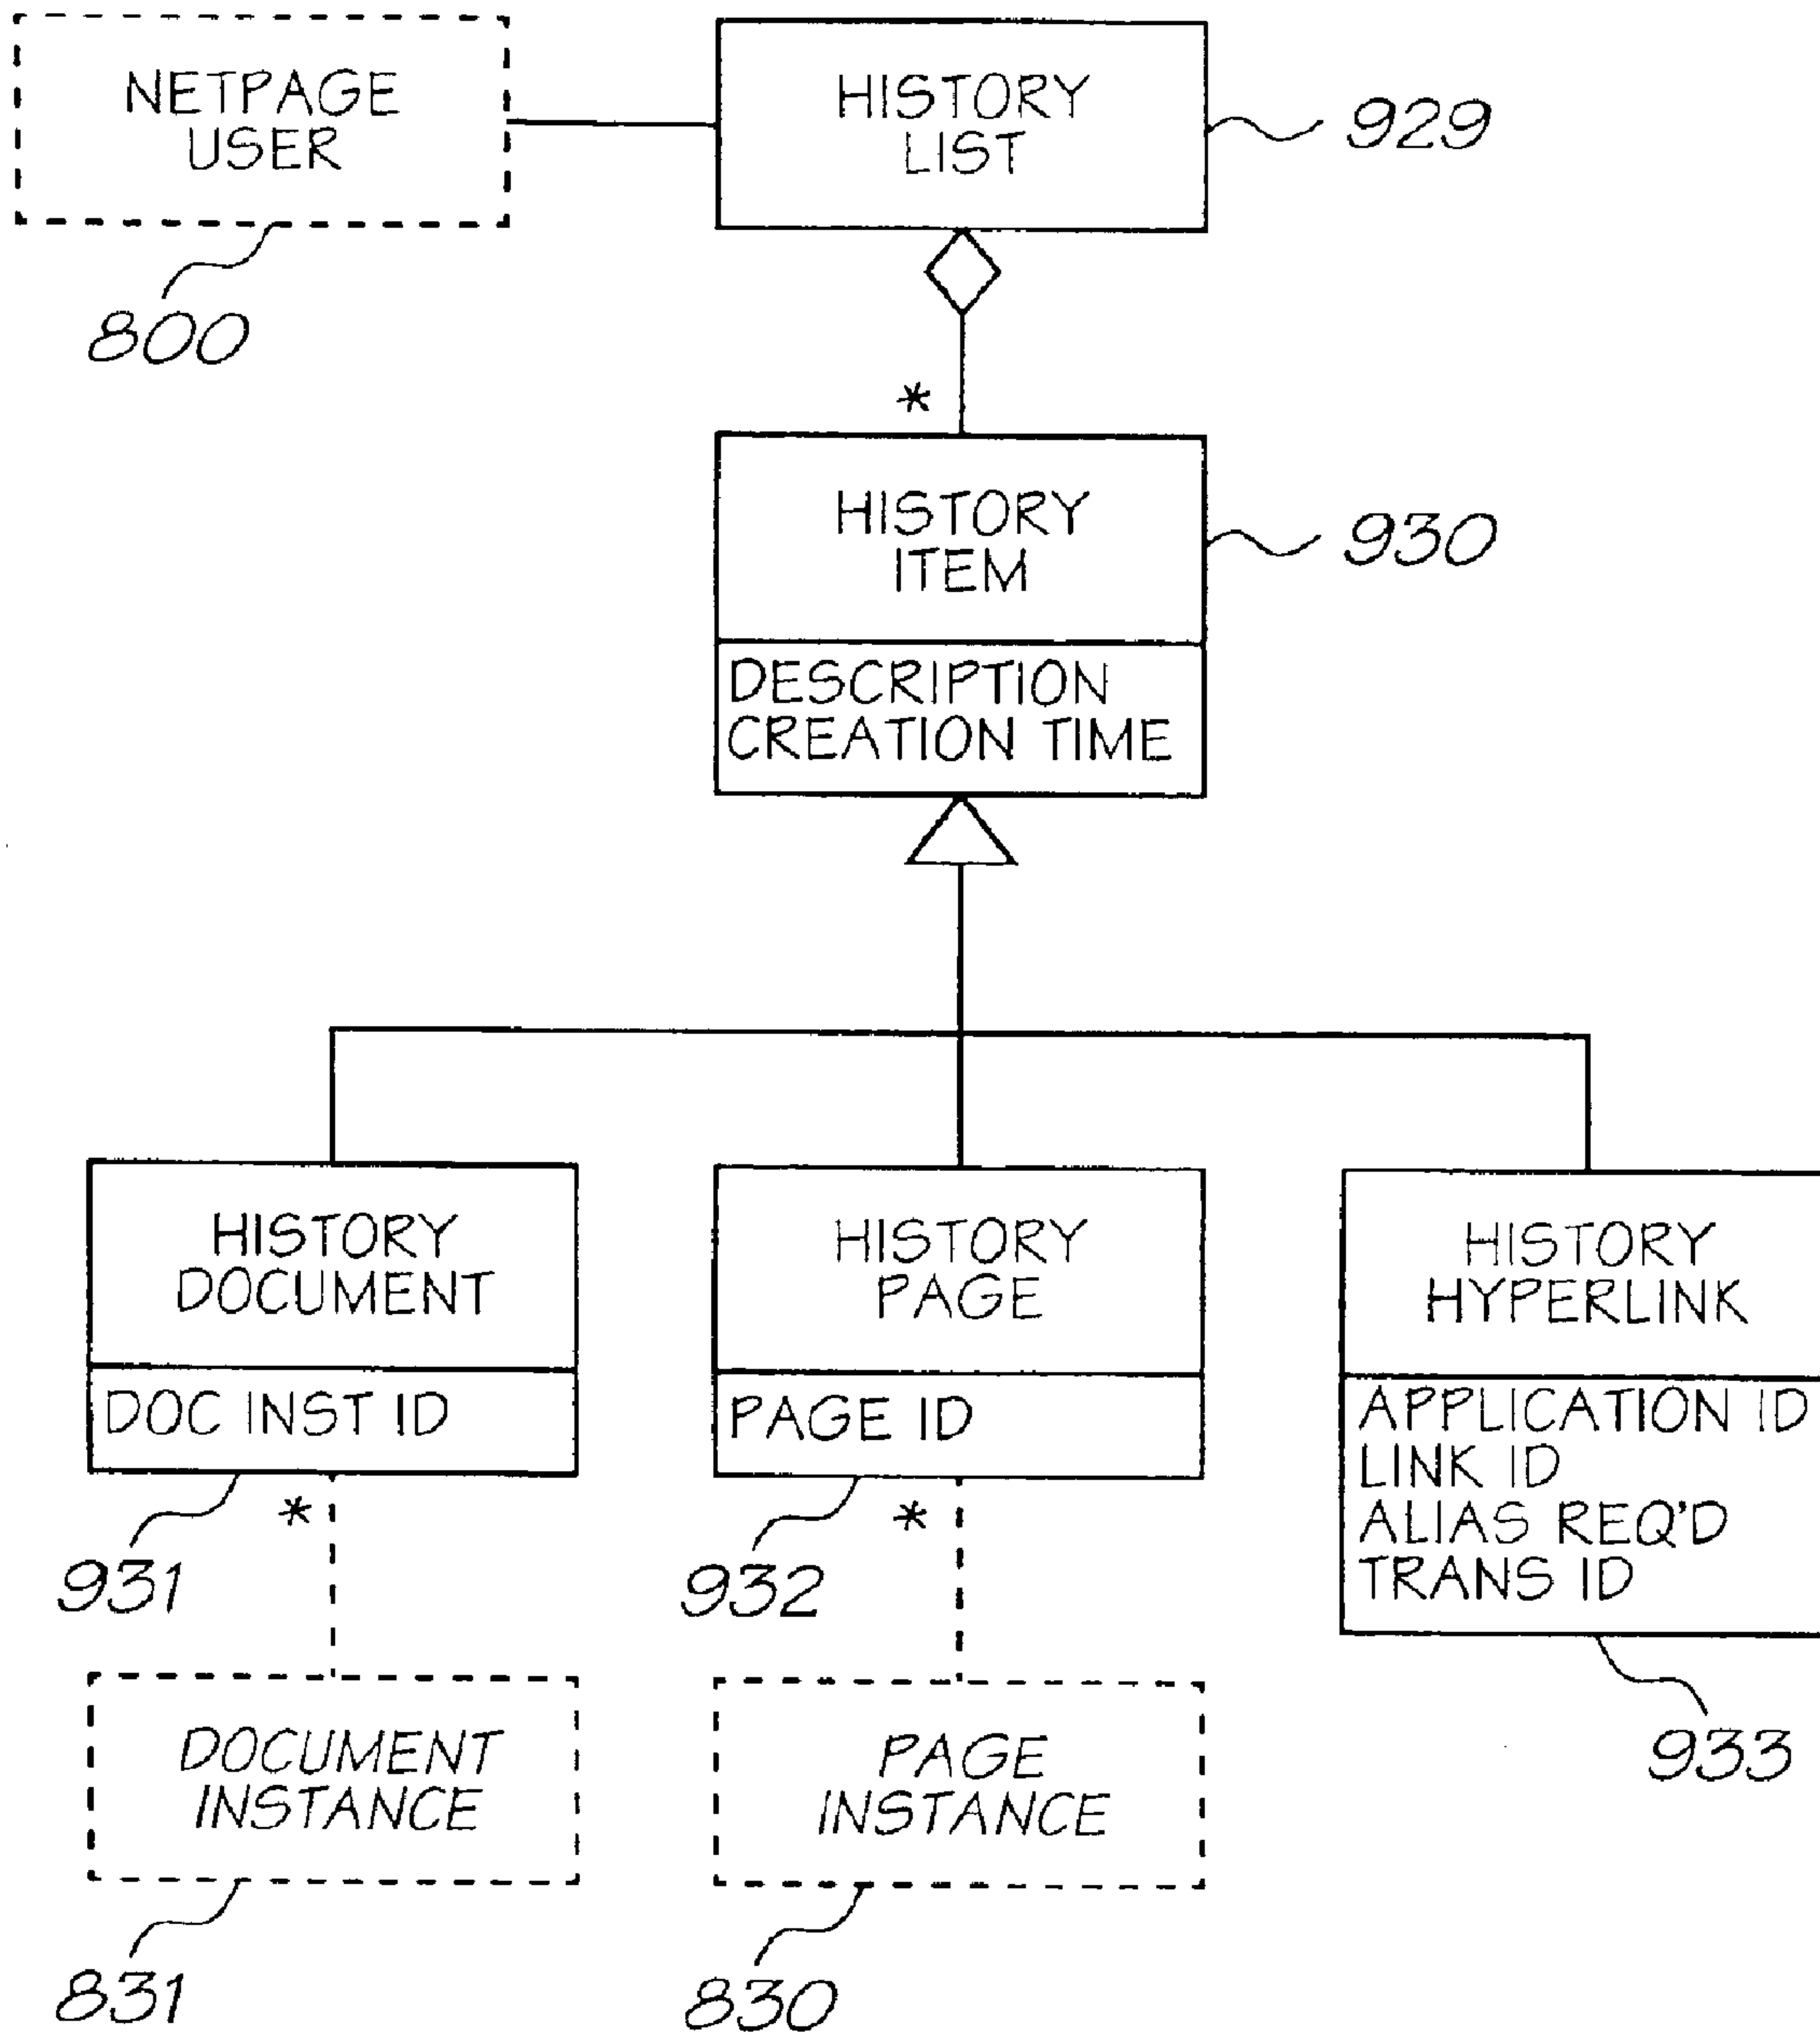 NETPAGE
USER
800
HISTORY
LIST
929
*
HISTORY
ITEM
930
DESCRIPTION
CREATION TIME
HISTORY
DOCUMENT
DOC INST ID
931
*
HISTORY
PAGE
PAGE ID
932
*
HISTORY
HYPERLINK
APPLICATION ID
LINK ID
ALIAS REQ'D
TRANS ID
933
DOCUMENT
INSTANCE
831
PAGE
INSTANCE
830